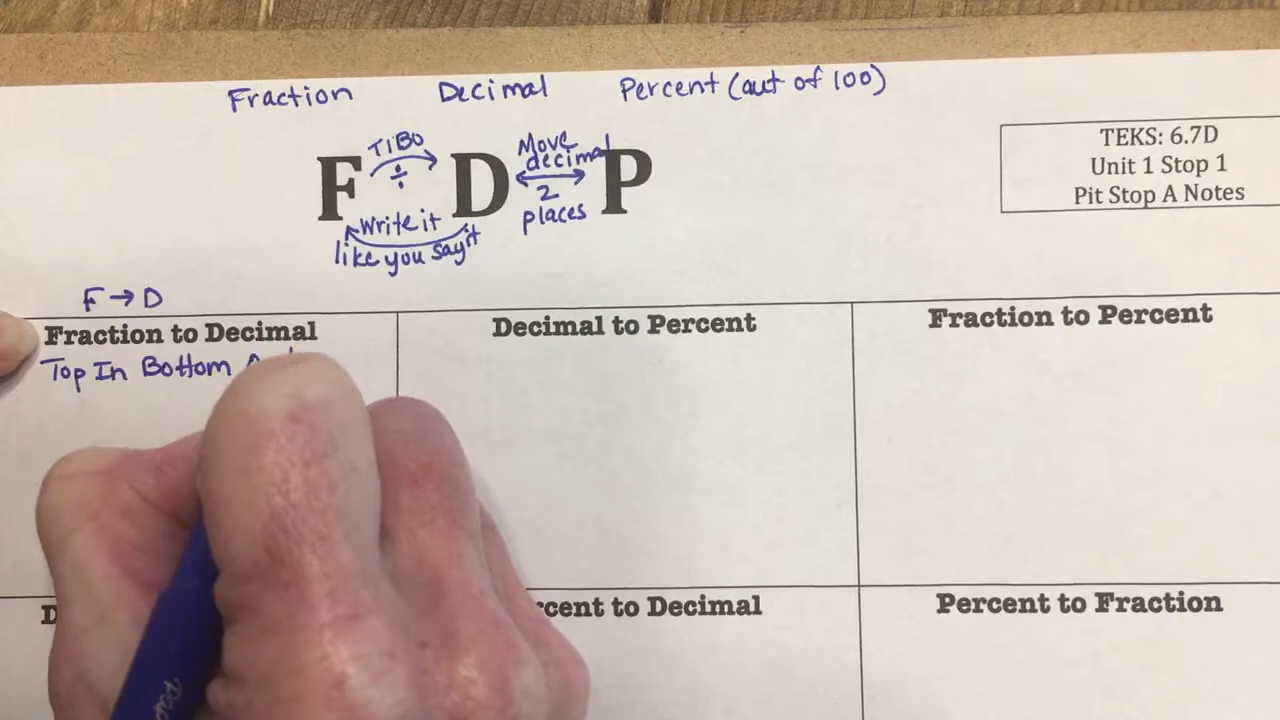 Fraction Decimal Percent (out of 100)
TIBO
÷
F D P
Move
decimal
2
places
Write it
like you say it
TEKS: 6.7D
Unit 1 Stop 1
Pit Stop A Notes
F → D
Fraction to Decimal
Top In Bottom
Decimal to Percent
Fraction to Percent
to Decimal
Percent to Fraction